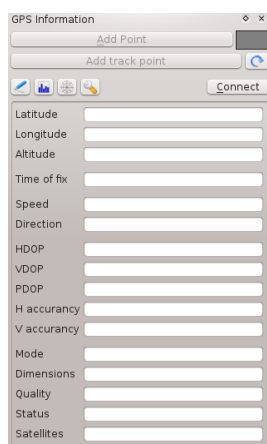 GPS Information
Add Point
Add track point
Connect
Latitude
Longitude
Altitude
Time of fix
Speed
Direction
HDOP
VDOP
PDOP
H accurancy
V accurancy
Mode
Dimensions
Quality
Status
Satellites